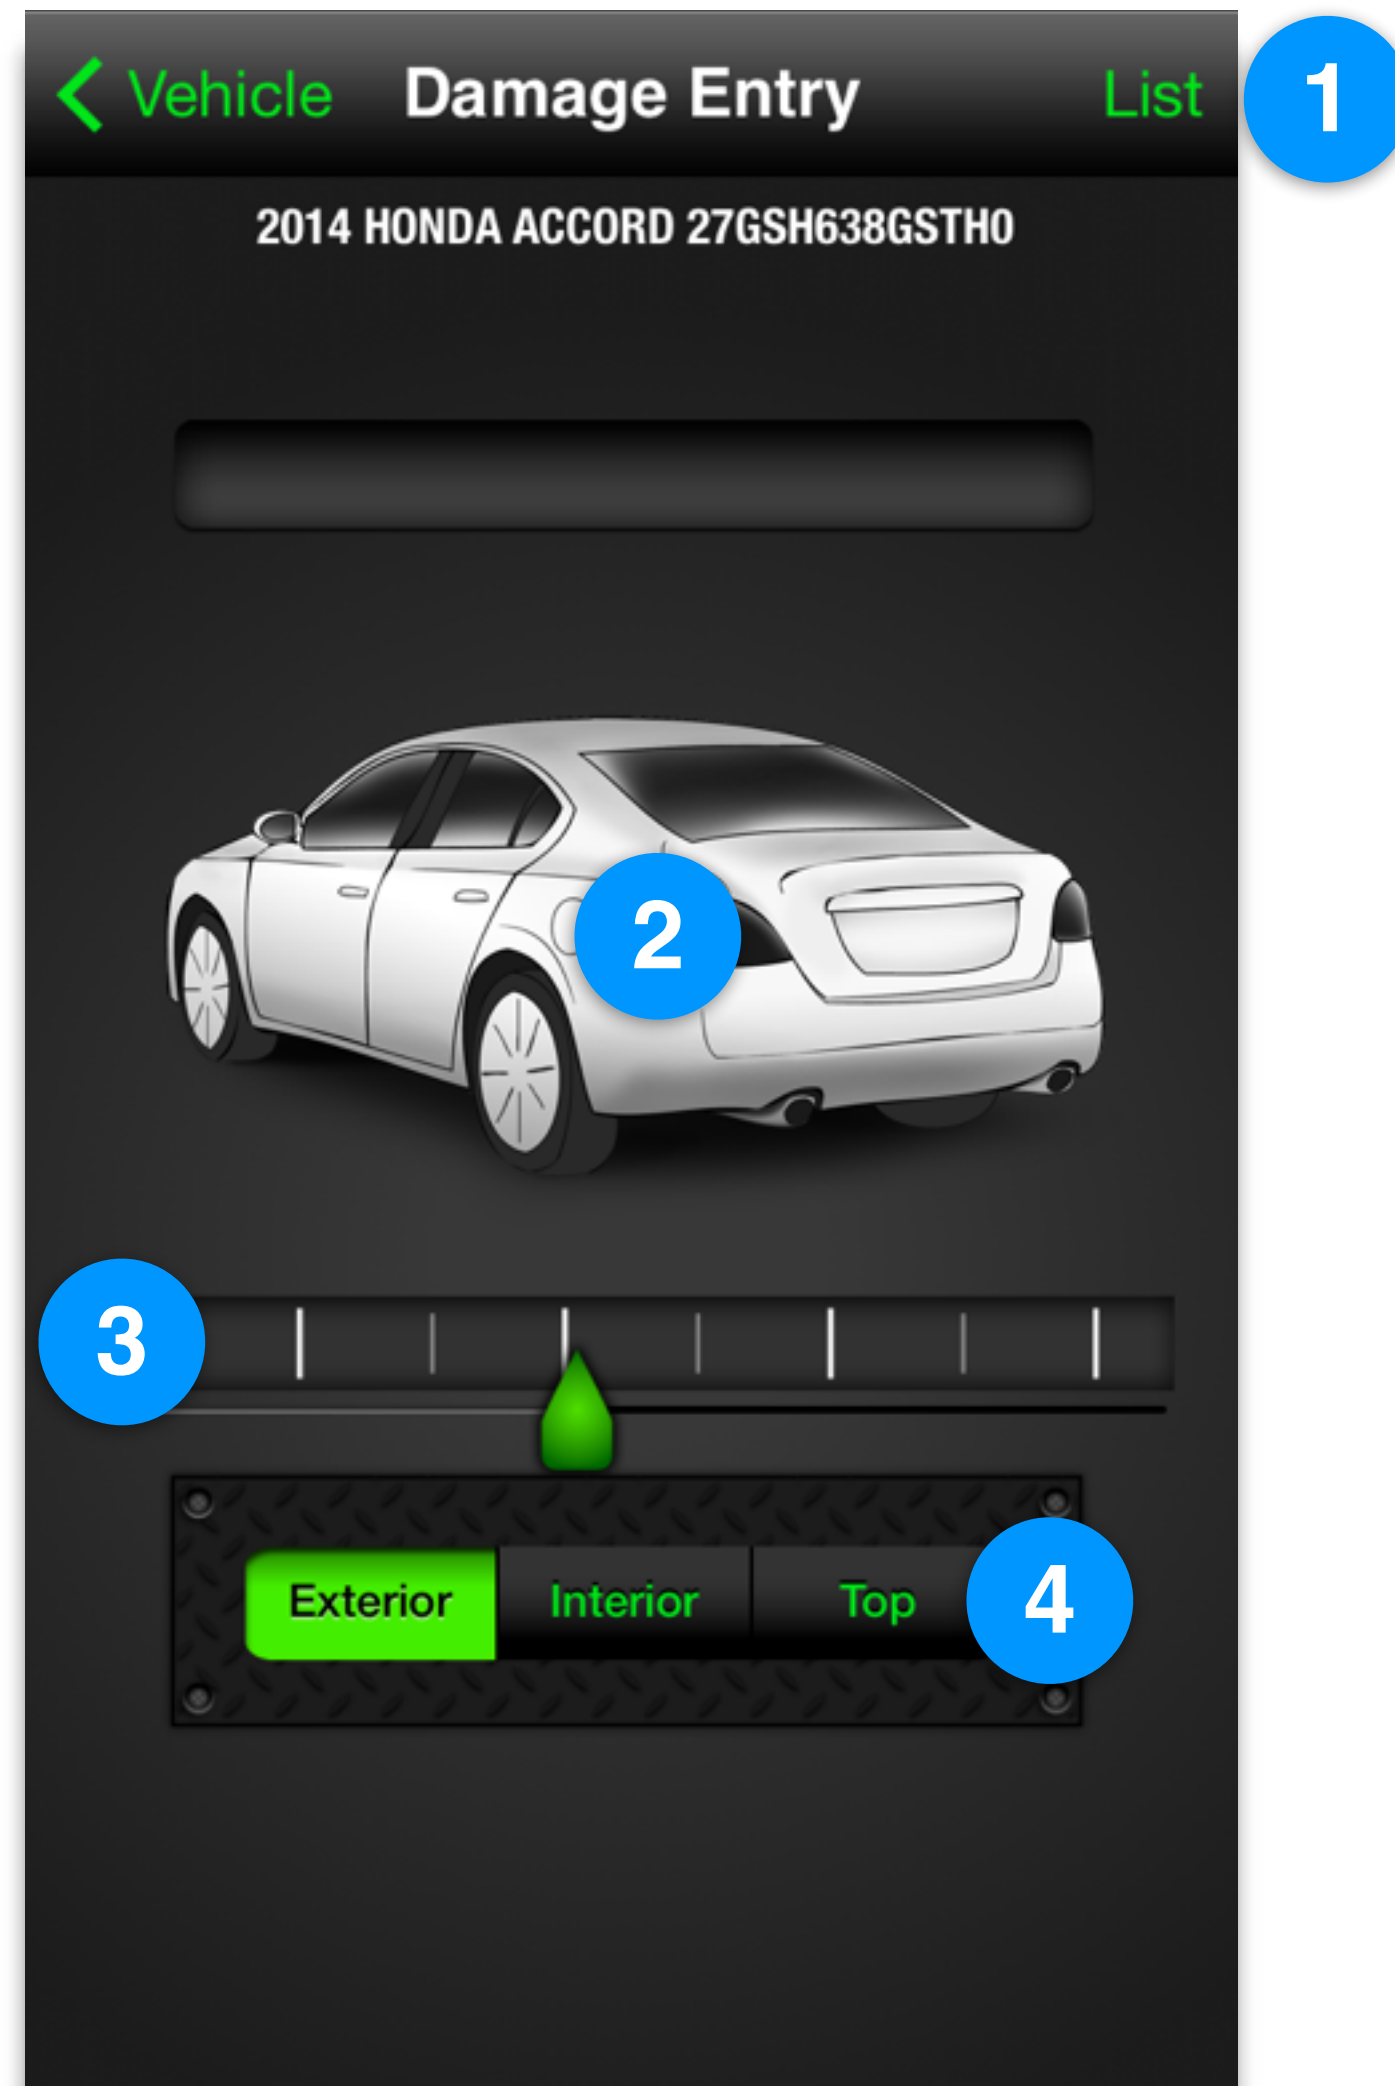 Vehicle Damage Entry List 1
2014 HONDA ACCORD 27GSH638GSTH0
2
3
Exterior Interior Top 4